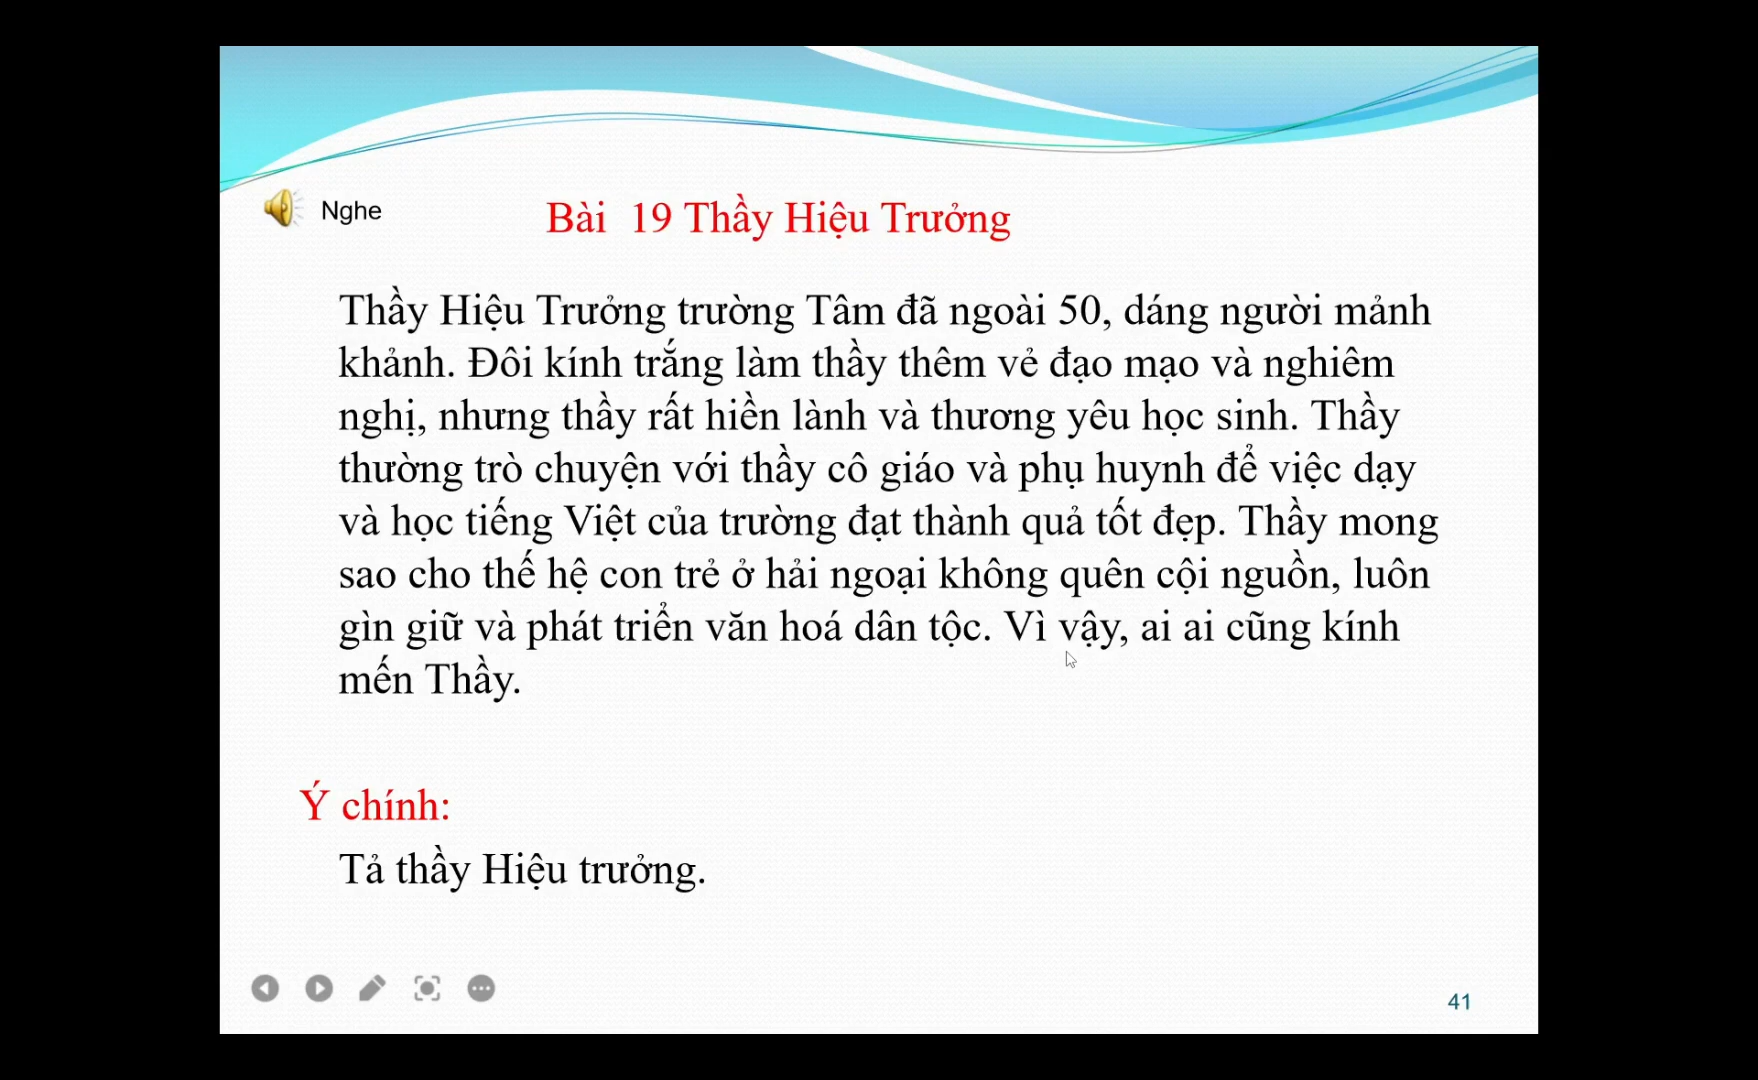 Nghe
Bài 19 Thầy Hiệu Trưởng
Thầy Hiệu Trưởng trường Tâm đã ngoài 50, dáng người mảnh
khảnh. Đôi kính trắng làm thầy thêm vẻ đạo mạo và nghiêm
nghị, nhưng thầy rất hiền lành và thương yêu học sinh. Thầy
thường trò chuyện với thầy cô giáo và phụ huynh để việc dạy
và học tiếng Việt của trường đạt thành quả tốt đẹp. Thầy mong
sao cho thế hệ con trẻ ở hải ngoại không quên cội nguồn, luôn
gìn giữ và phát triển văn hoá dân tộc. Vì vậy, ai ai cũng kính
mến Thầy.
Ý chính:
Tả thầy Hiệu trưởng.
41